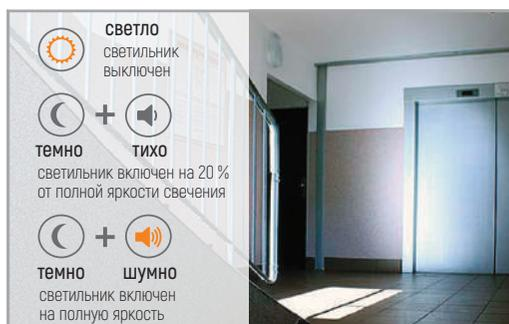 светло
светильник
выключен
темно тихо
светильник включен на 20 %
от полной яркости свечения
темно шумно
светильник включен
на полную яркость